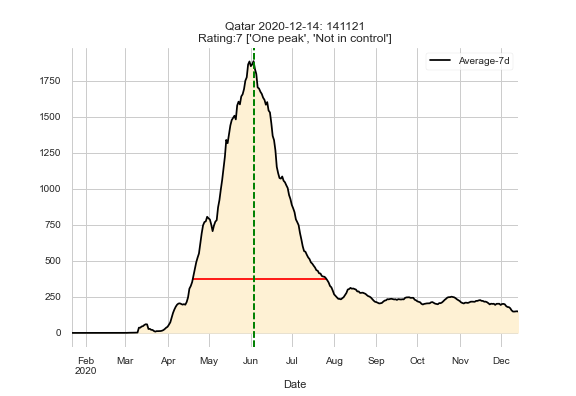 Qatar 2020-12-14: 141121
Rating:7 ['One peak', 'Not in control']
Average-7d
1750
1500
1250
1000
750
500
250
0
Feb
2020
Mar
Apr
May
Jun
Jul
Aug
Sep
Oct
Nov
Dec
Date